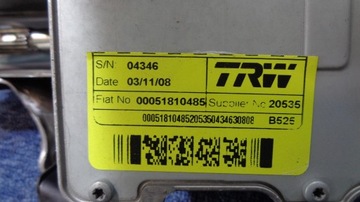 S/N 04346
Date 03/11/08
TRW
Fiat No 00051810485 Supplier No 20535
00051810485205350434630808
B525